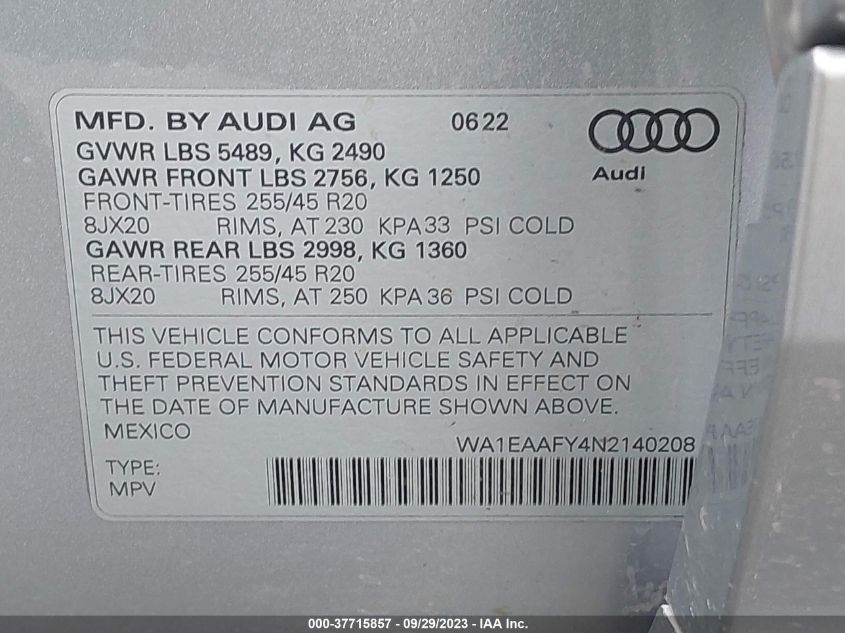 MFD. BY AUDI AG 0622
GVWR LBS 5489, KG 2490
GAWR FRONT LBS 2756, KG 1250
Audi
FRONT-TIRES 255/45 R20
8JX20 RIMS, AT 230 KPA 33 PSI COLD
GAWR REAR LBS 2998, KG 1360
REAR-TIRES 255/45 R20
8JX20 RIMS, AT 250 KPA 36 PSI COLD
THIS VEHICLE CONFORMS TO ALL APPLICABLE
U.S. FEDERAL MOTOR VEHICLE SAFETY AND
THEFT PREVENTION STANDARDS IN EFFECT ON
THE DATE OF MANUFACTURE SHOWN ABOVE.
MEXICO
WA1EAAFY4N2140208
TYPE:
MPV
000-37715857 - 09/29/2023 - IAA Inc.